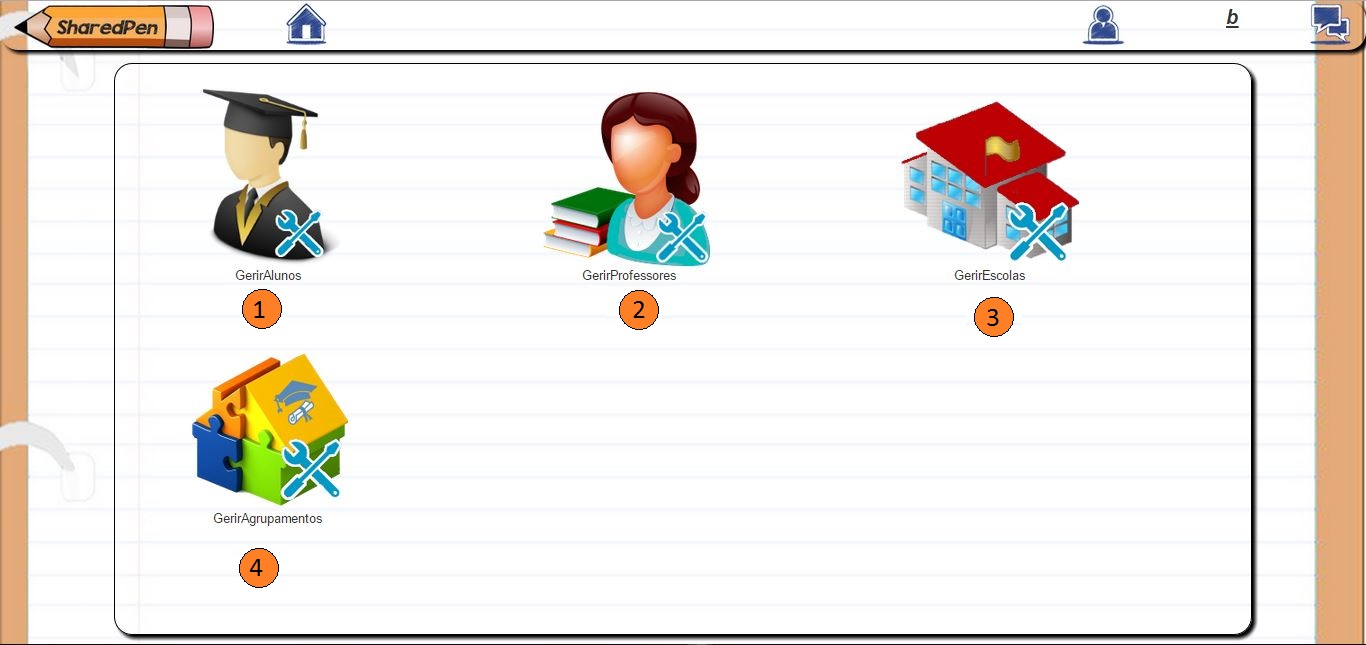 SharedPen
b
GerirAlunos
GerirProfessores
GerirEscolas
1
2
3
GerirAgrupamentos
4